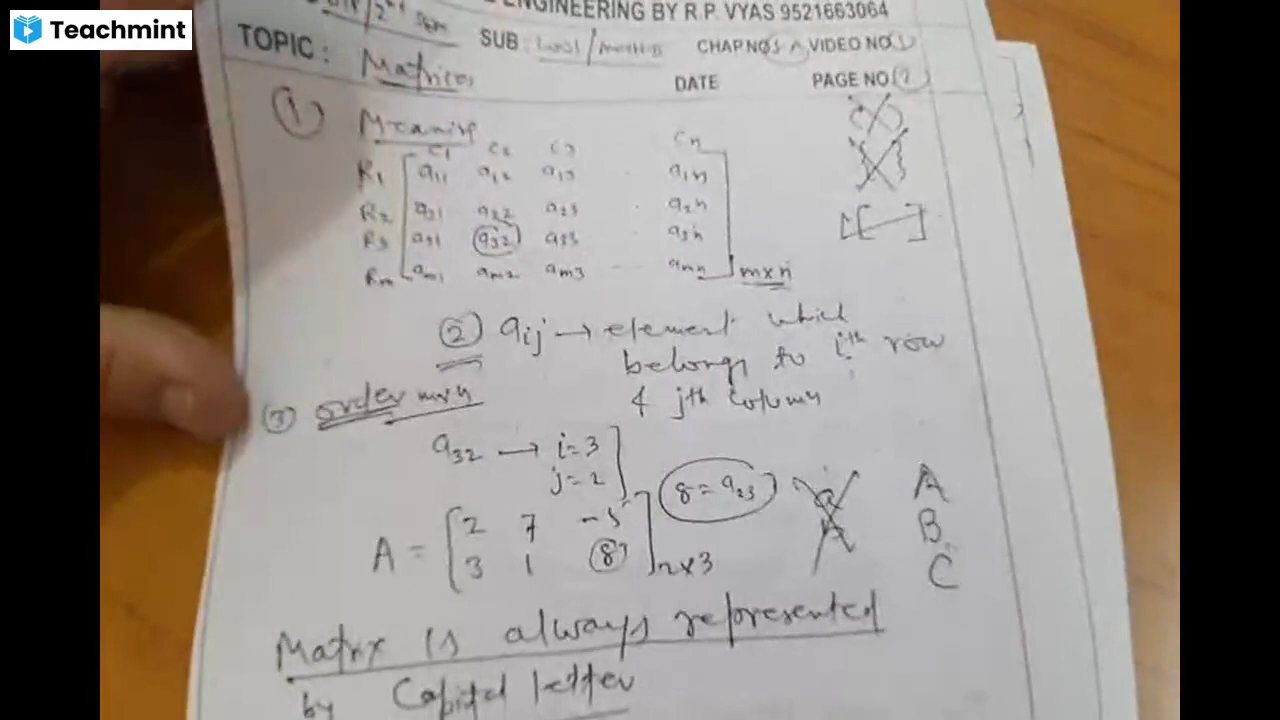 Teachmint
ENGINEERING BY R.P. VYAS 9521663064
TOPIC : Matrices
SUB :
CHAP NO VIDEO NO
DATE
PAGE NO
1 Meaning
C1 C2 C3 Cn
R1 a11 a12 a13 . a1n
R2 a21 a22 a23 . a2n
R3 a31 a32 a33 . a3n
Rm am1 am2 am3 .. amn m×n
2 aij → element which
belongs to ith row
& jth column
3 order m×n
a32 → i=3
j=2
8 = a23
A = [2 7 -5
3 1 8] 2×3
A
B
C
Matrx is always represented
by Capital letter